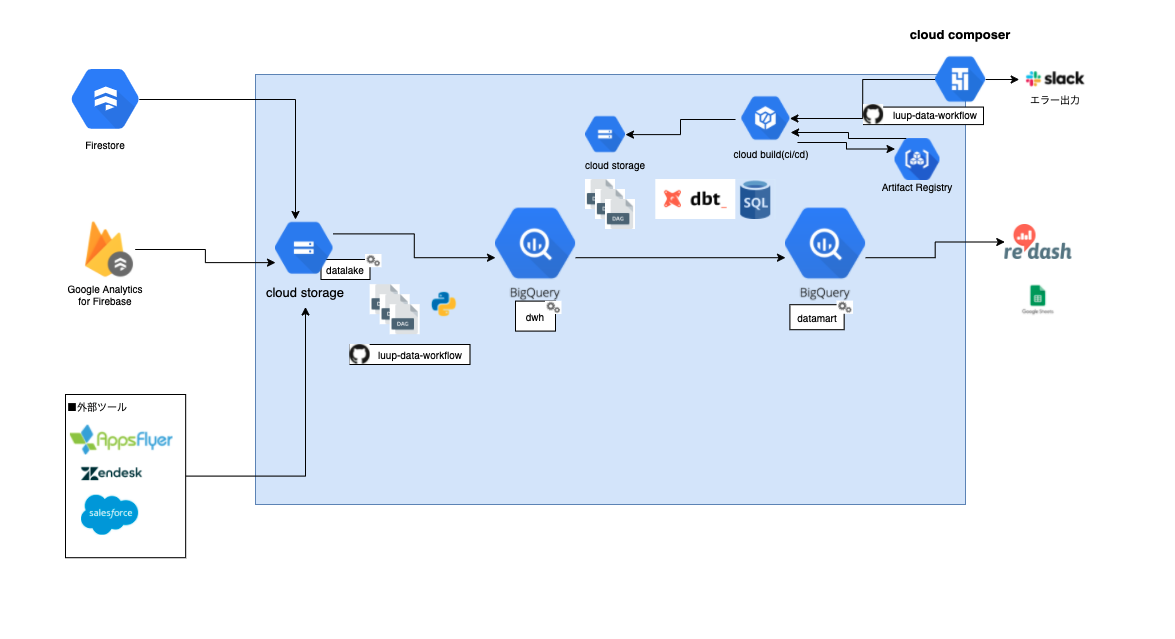 cloud composer
slack
エラー出力
luup-data-workflow
Firestore
cloud build(ci/cd)
cloud storage
Artifact Registry
DAG
dbt_
SQL
Google Analytics
for Firebase
datalake
cloud storage
DAG
luup-data-workflow
BigQuery
dwh
BigQuery
datamart
redash
Google Sheets
■外部ツール
AppsFlyer
zendesk
salesforce